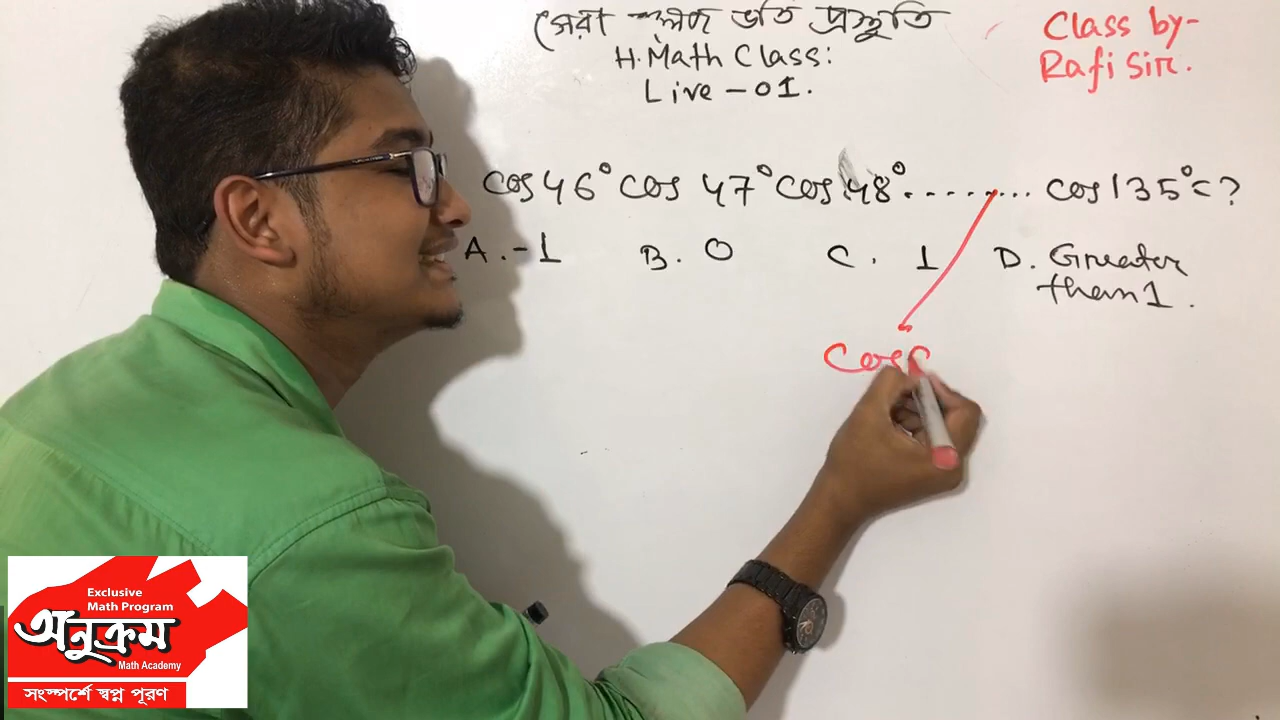 সেরা কলেজ ভর্তি প্রস্তুতি
H.Math Class:
Live-01.
Class by-
Rafi Sir.
cos46° cos 47° cos 48°......... cos135°=?
A. -1 B. 0 C. 1 D. Greater than 1.
cos
Exclusive
Math Program
অনুক্রম
Math Academy
সংস্পর্শে স্বপ্ন পূরণ